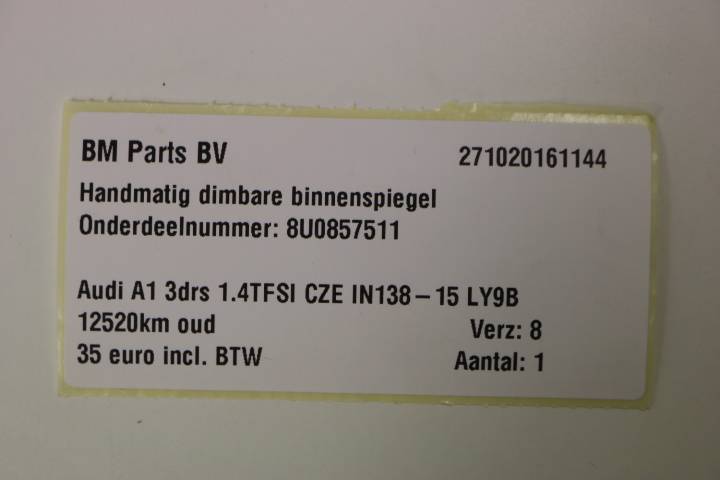 BM Parts BV 271020161144
Handmatig dimbare binnenspiegel
Onderdeelnummer: 8U0857511
Audi A1 3drs 1.4TFSI CZE IN138-15 LY9B
12520km oud Verz: 8
35 euro incl. BTW Aantal: 1